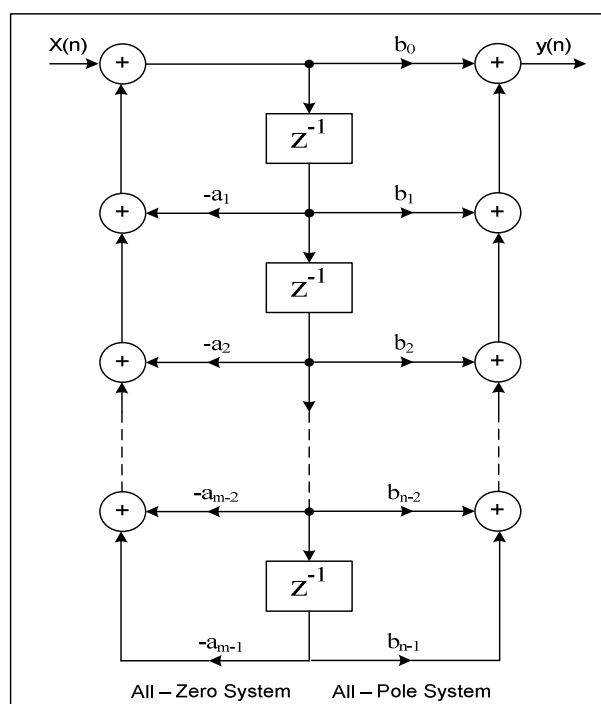 X(n) b₀ y(n)
+ +
z⁻¹
-a₁ b₁
+ +
z⁻¹
-a₂ b₂
+ +
-aₘ₋₂ bₙ₋₂
+ +
z⁻¹
-aₘ₋₁ bₙ₋₁
All – Zero System All – Pole System